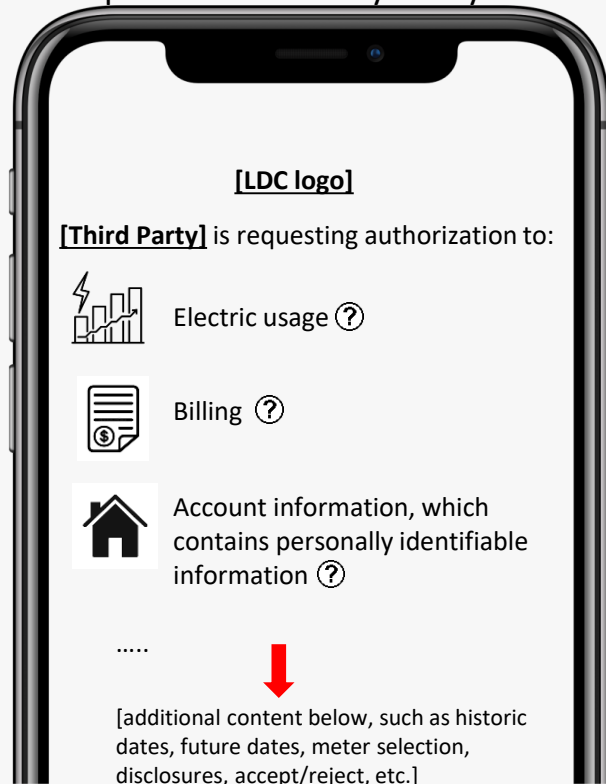 [LDC logo]
[Third Party] is requesting authorization to:
Electric usage ?
Billing ?
$
Account information, which
contains personally identifiable
information ?
.....
[additional content below, such as historic
dates, future dates, meter selection,
disclosures, accept/reject, etc.]